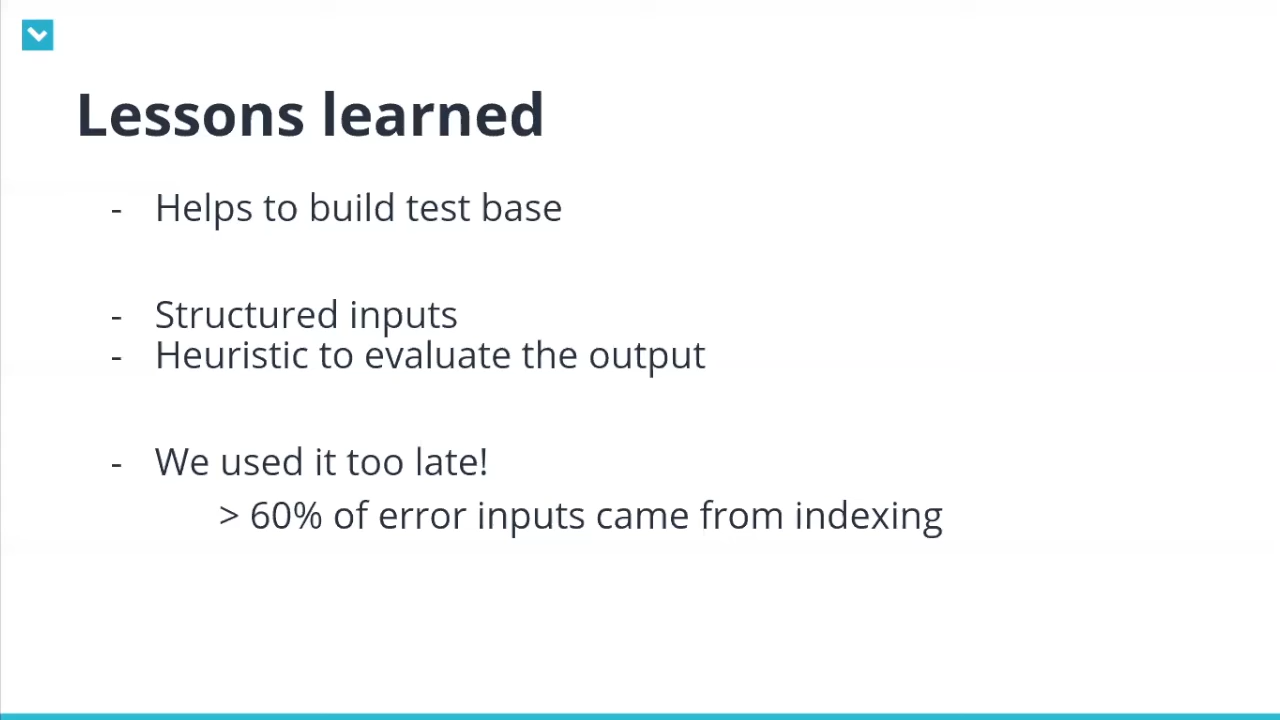 Lessons learned
- Helps to build test base
- Structured inputs
- Heuristic to evaluate the output
- We used it too late!
> 60% of error inputs came from indexing